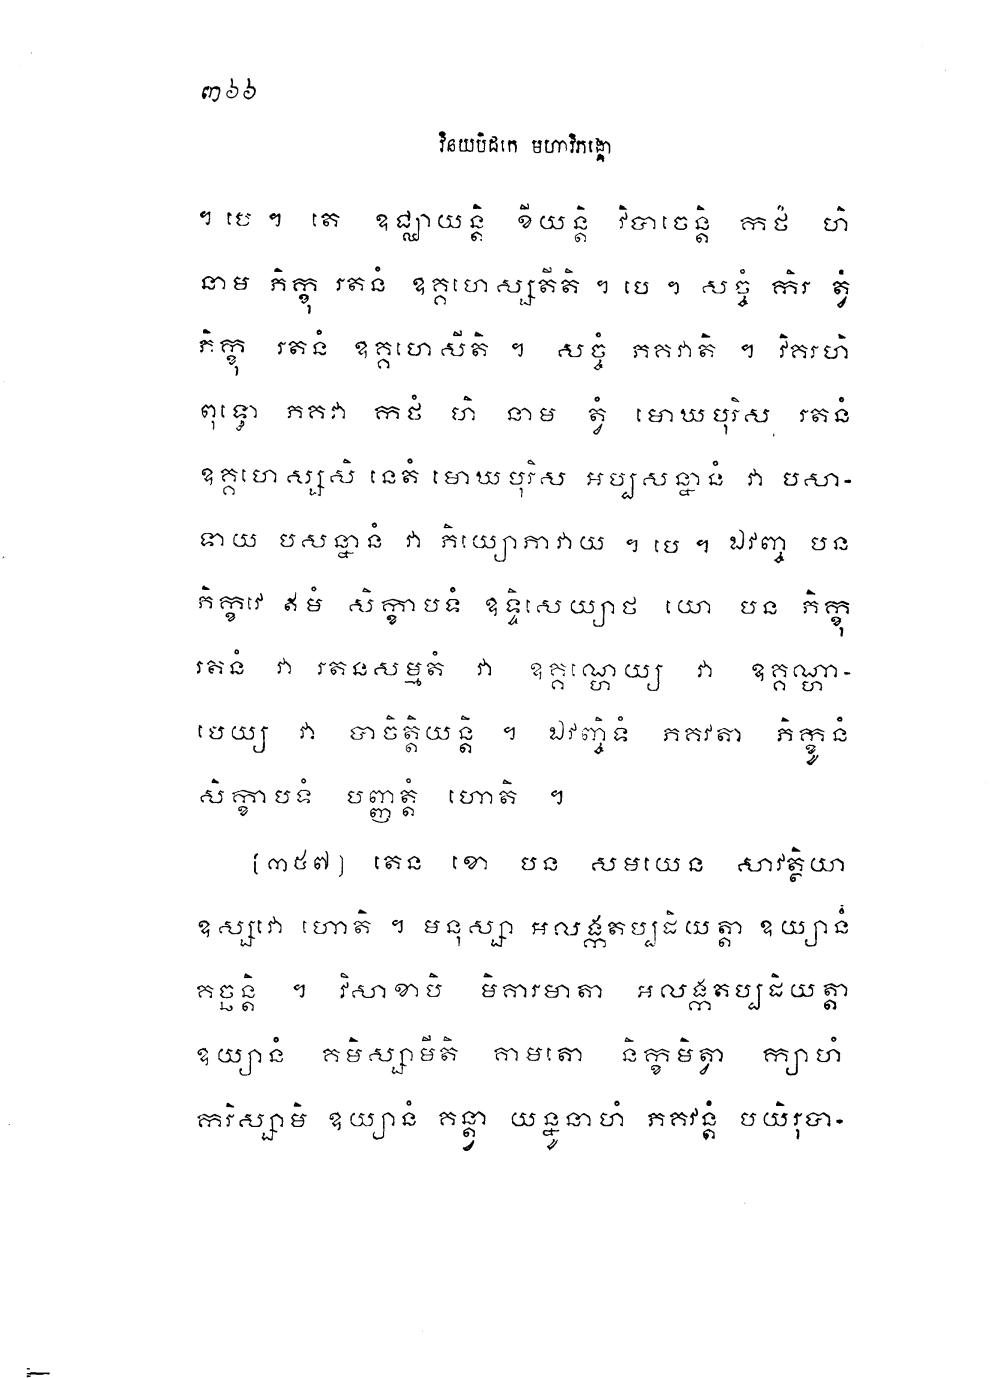 ៣៦៦
វិនយបិដកេ មហាវិភង្គោ
។ បេ ។ តេ ឧជ្ឈាយន្តិ ខីយន្តិ វិបាចេន្តិ កថំ ហិ
នាម ភិក្ខុ រតនំ ឧគ្គហេស្សតីតិ ។ បេ ។ សច្ចំ កិរ ត្វំ
ភិក្ខុ រតនំ ឧគ្គហេសីតិ ។ សច្ចំ ភគវាតិ ។ វិគរហិ
ពុទ្ធោ ភគវា កថំ ហិ នាម ត្វំ មោឃបុរិស រតនំ
ឧគ្គហេស្សសិ នេតំ មោឃបុរិស អប្បសន្នានំ វា បសា-
ទាយ បសន្នានំ វា ភិយ្យោភាវាយ ។ បេ ។ ឯវញ្ច បន
ភិក្ខវេ ឥមំ សិក្ខាបទំ ឧទ្ទិសេយ្យាថ យោ បន ភិក្ខុ
រតនំ វា រតនសម្មតំ វា ឧគ្គណ្ហេយ្យ វា ឧគ្គណ្ហា-
បេយ្យ វា បាចិត្តិយន្តិ ។ ឯវញ្ចិទំ ភគវតា ភិក្ខូនំ
សិក្ខាបទំ បញ្ញត្តំ ហោតិ ។
[៣៥៧] តេន ខោ បន សមយេន សាវត្ថិយា
ឧស្សវោ ហោតិ ។ មនុស្សា អលង្កតប្បដិយត្តា ឧយ្យានំ
គច្ឆន្តិ ។ វិសាខាបិ មិគារមាតា អលង្កតប្បដិយត្តា
ឧយ្យានំ គមិស្សាមីតិ គាមតោ និក្ខមិត្វា ក្យាហំ
ករិស្សាមិ ឧយ្យានំ គន្ត្វា យន្នូនាហំ ភគវន្តំ បយិរុបា-